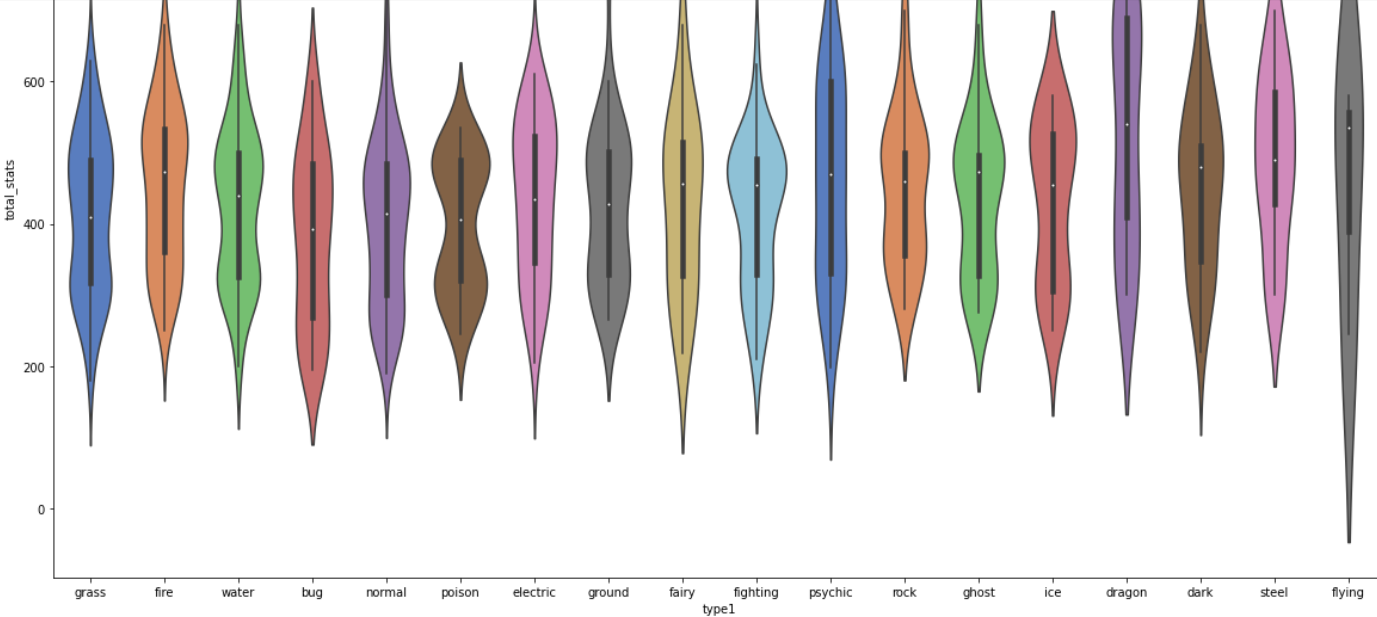 600
400
200
0
total_stats
grass fire water bug normal poison electric ground fairy fighting psychic rock ghost ice dragon dark steel flying
type1